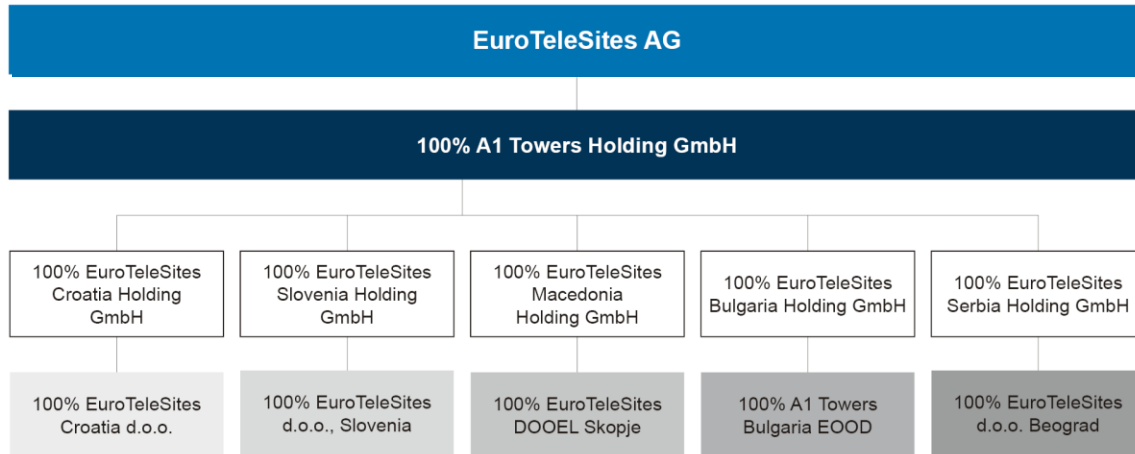 EuroTeleSites AG
100% A1 Towers Holding GmbH
100% EuroTeleSites
Croatia Holding
GmbH
100% EuroTeleSites
Slovenia Holding
GmbH
100% EuroTeleSites
Macedonia
Holding GmbH
100% EuroTeleSites
Bulgaria Holding GmbH
100% EuroTeleSites
Serbia Holding GmbH
100% EuroTeleSites
Croatia d.o.o.
100% EuroTeleSites
d.o.o., Slovenia
100% EuroTeleSites
DOOEL Skopje
100% A1 Towers
Bulgaria EOOD
100% EuroTeleSites
d.o.o. Beograd